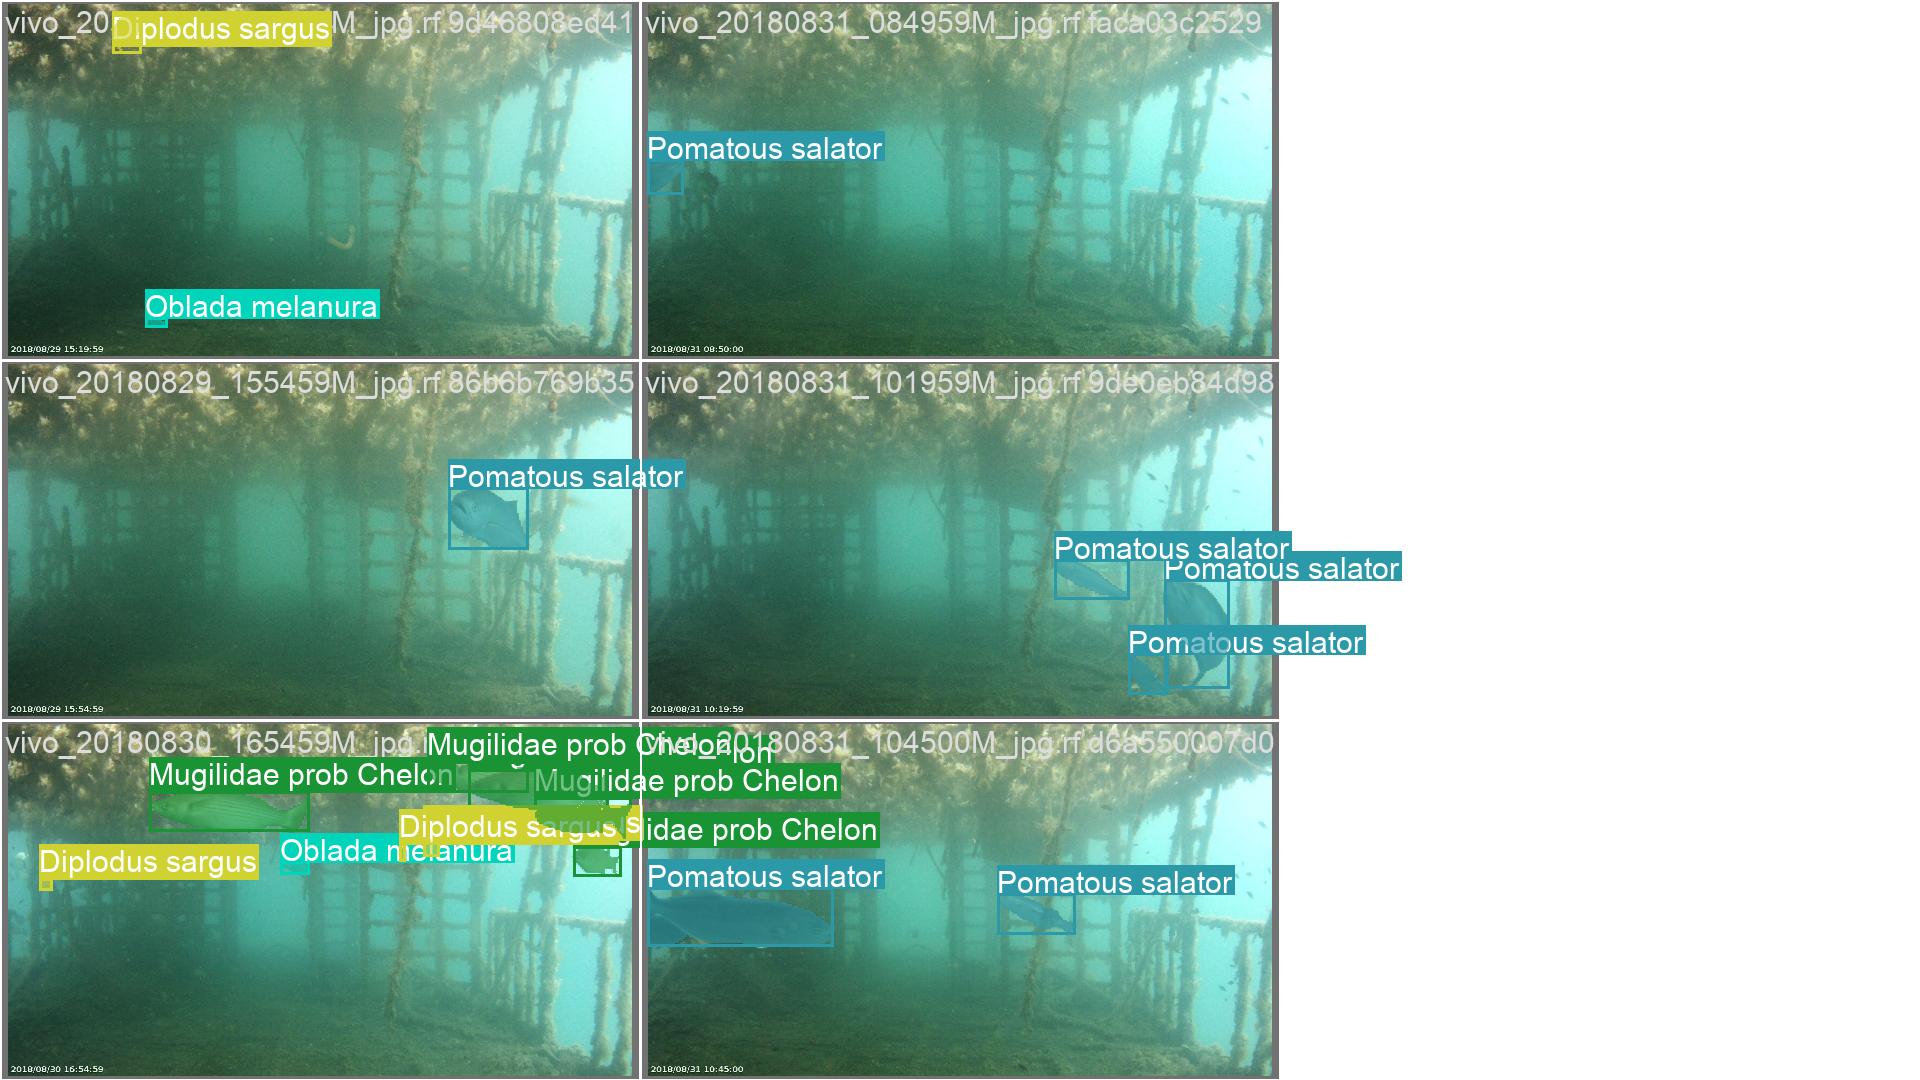 vivo_20
Diplodus sargus
M_jpg.rf.9d46808ed41
Oblada melanura
2018/08/29 15:19:59
vivo_20180831_084959M_jpg.rf.faca03c2529
Pomatous salator
2018/08/31 08:50:00
vivo_20180829_155459M_jpg.rf.86b6b769b35
Pomatous salator
2018/08/29 15:54:59
vivo_20180831_101959M_jpg.rf.9de0eb84d98
Pomatous salator
Pomatous salator
Pomatous salator
2018/08/31 10:19:59
vivo_20180830_165459M_jpg.r
Mugilidae prob Chelon
Mugilidae prob Chelon
Mugilidae prob Chelon
Diplodus sargus
idae prob Chelon
Oblada melanura
Diplodus sargus
2018/08/30 16:54:59
vivo_20180831_104500M_jpg.rf.d6a550007d0
Pomatous salator
Pomatous salator
2018/08/31 10:45:00